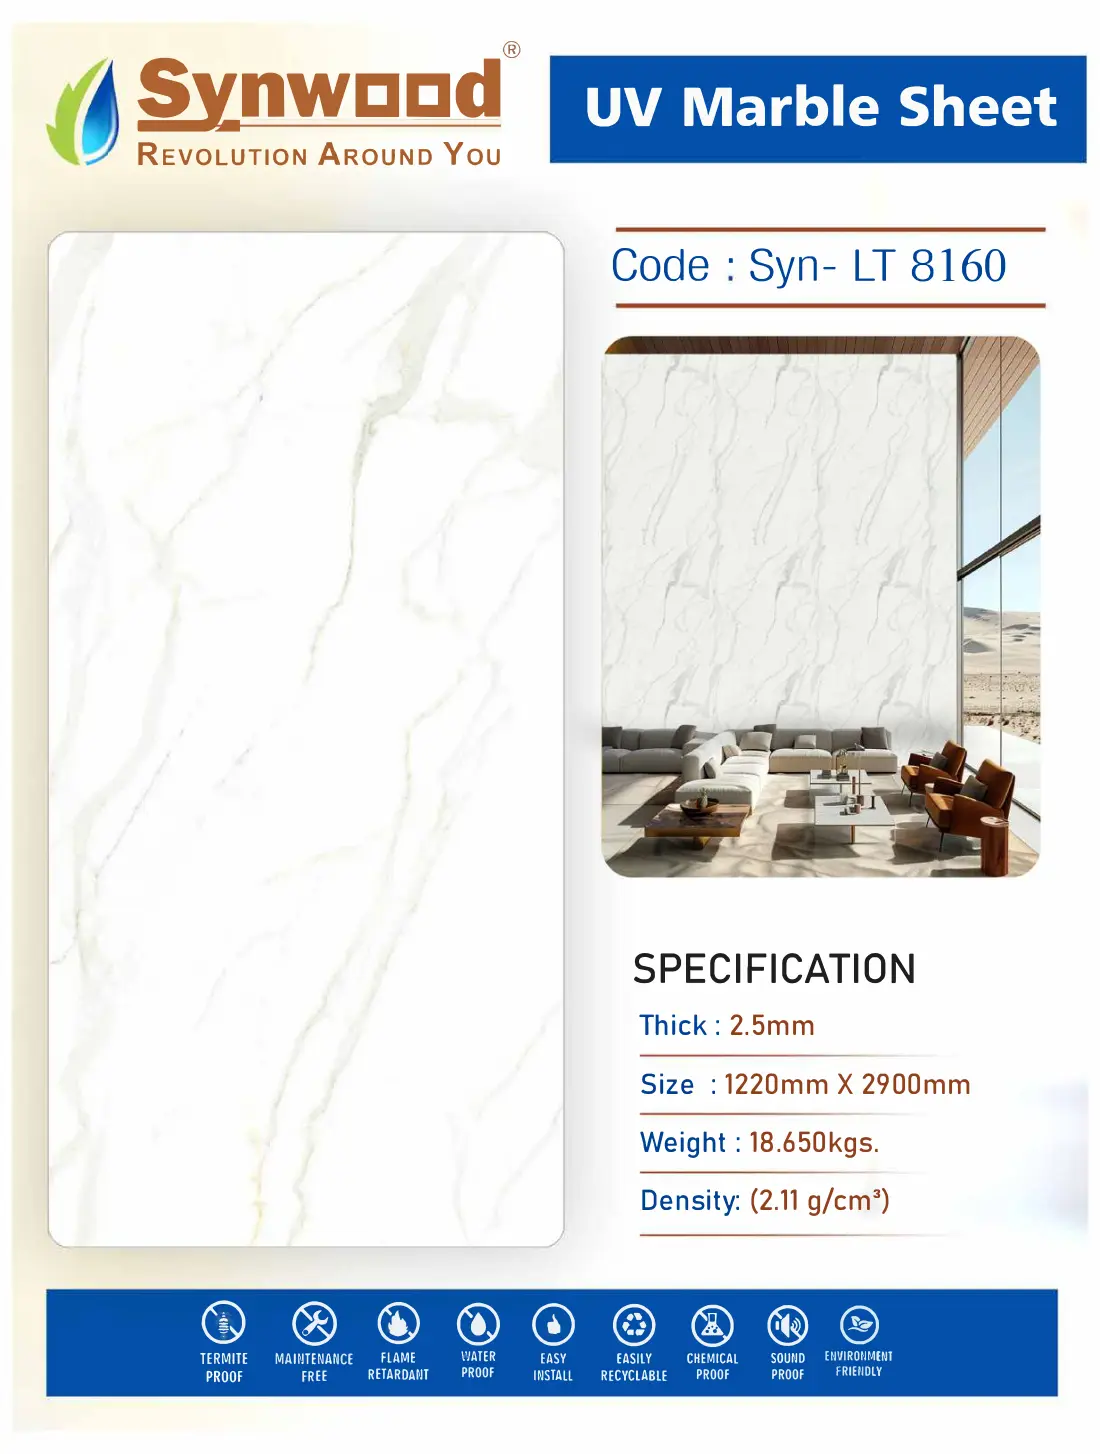 Synwood®
REVOLUTION AROUND YOU
UV Marble Sheet
Code : Syn- LT 8160
SPECIFICATION
Thick : 2.5mm
Size : 1220mm X 2900mm
Weight : 18.650kgs.
Density: (2.11 g/cm³)
TERMITE
PROOF
MAINTENANCE
FREE
FLAME
RETARDANT
WATER
PROOF
EASY
INSTALL
EASILY
RECYCLABLE
CHEMICAL
PROOF
SOUND
PROOF
ENVIRONMENT
FRIENDLY